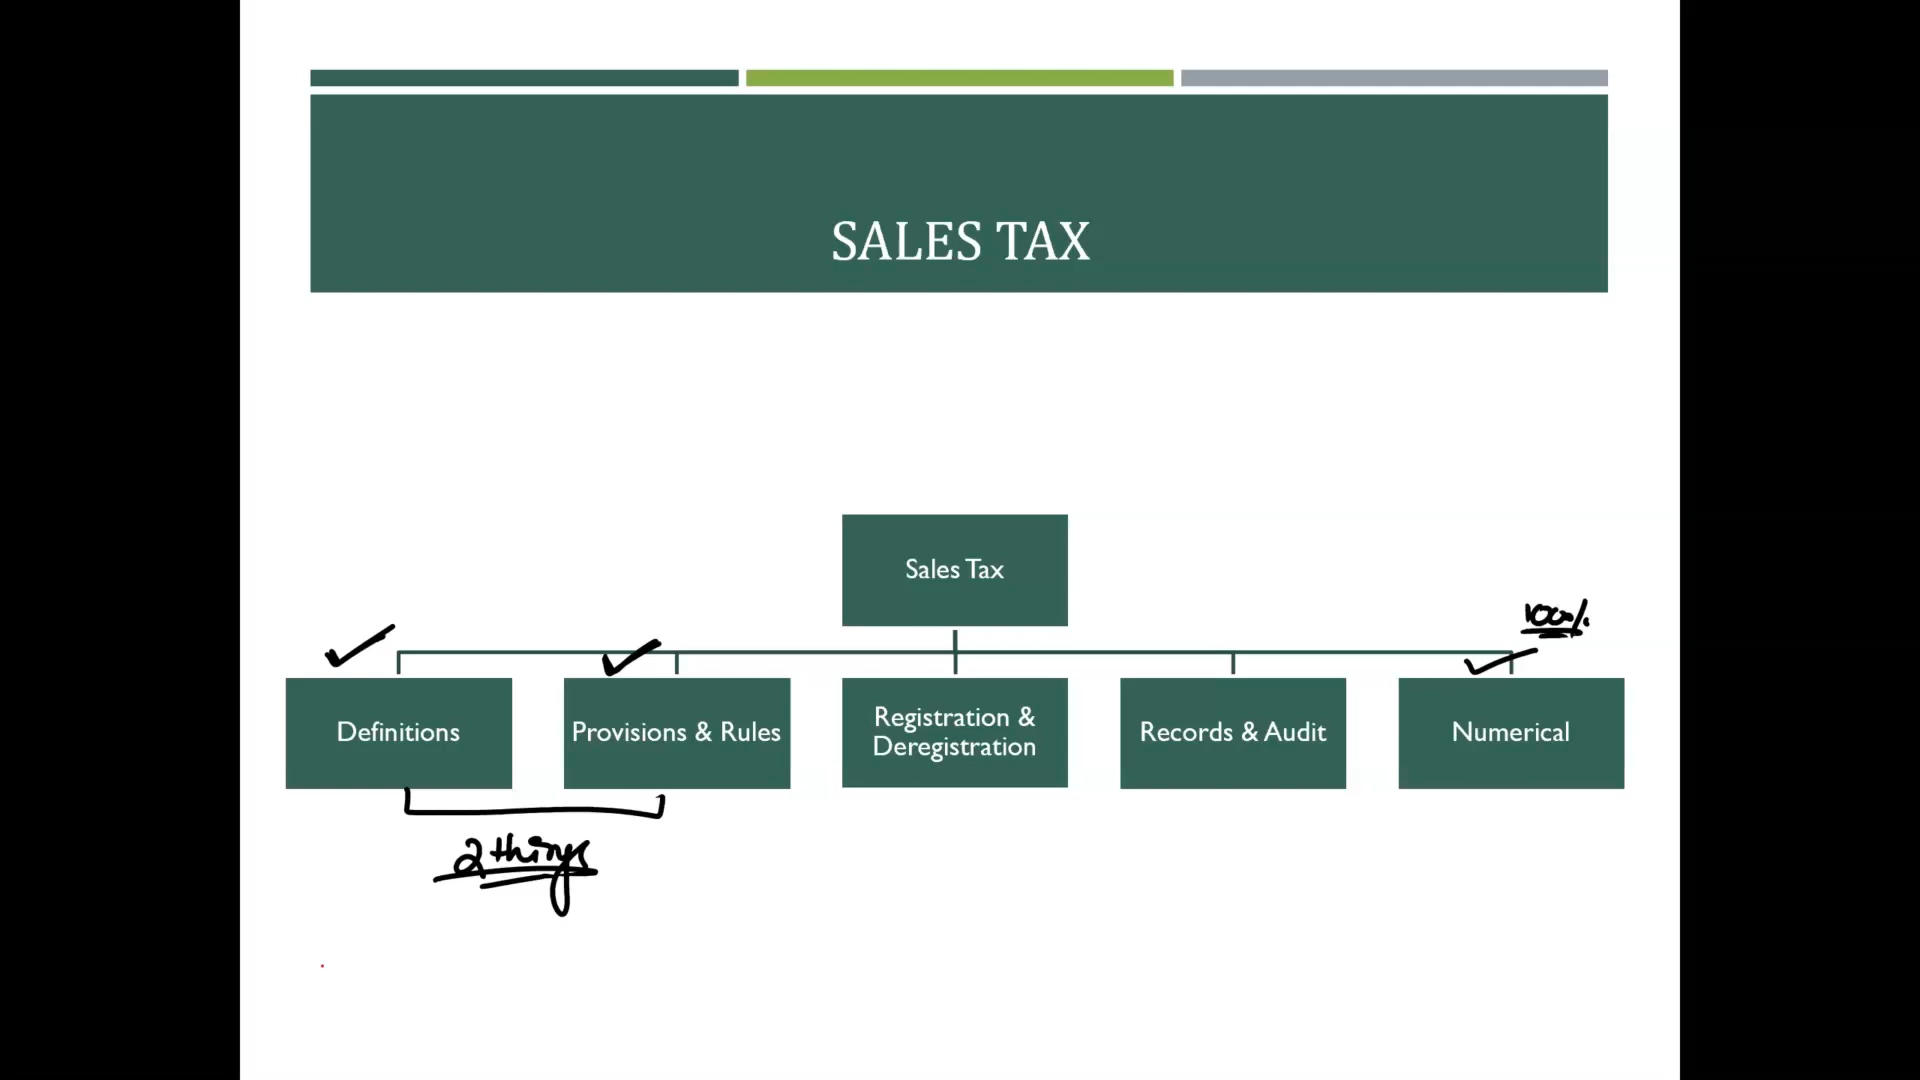 SALES TAX
Sales Tax
100%
Definitions
Provisions & Rules
Registration &
Deregistration
Records & Audit
Numerical
2 things